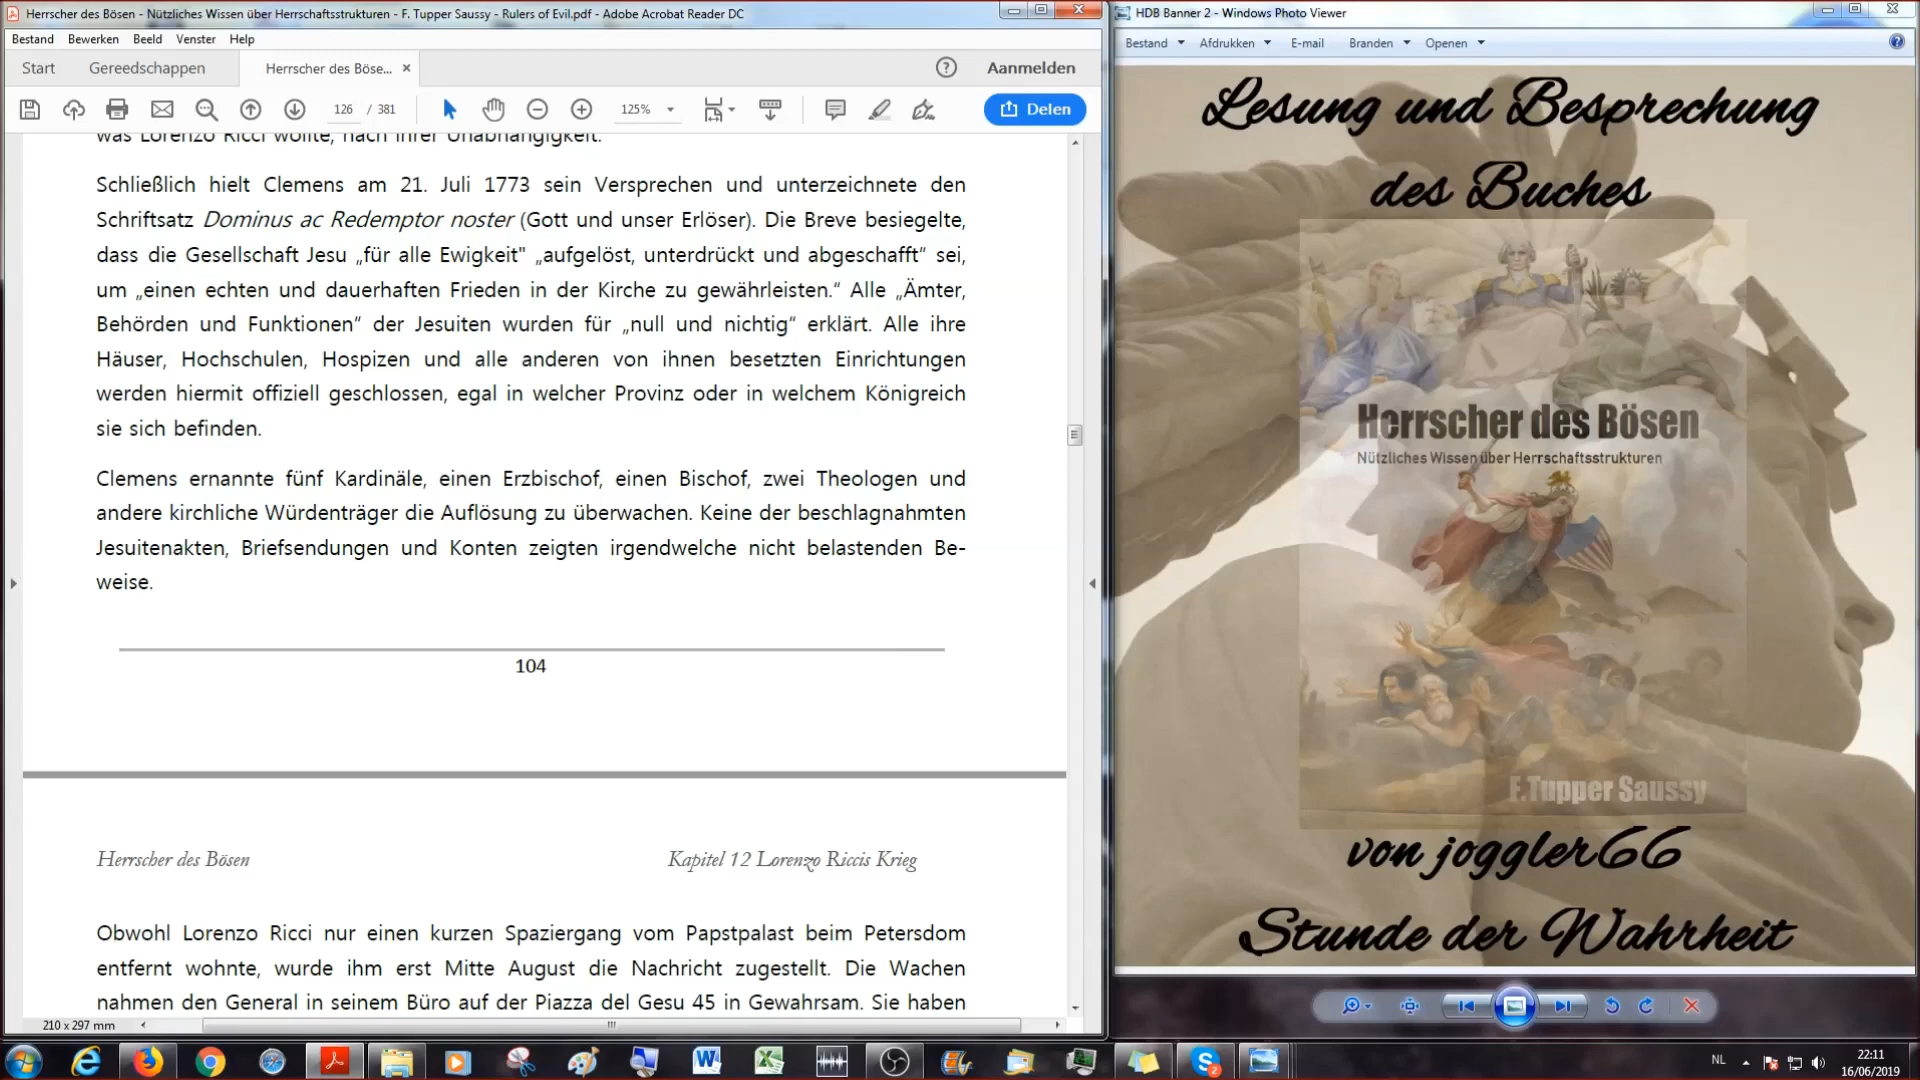 Herrscher des Bösen - Nützliches Wissen über Herrschaftsstrukturen - F. Tupper Saussy - Rulers of Evil.pdf - Adobe Acrobat Reader DC
Bestand Bewerken Beeld Venster Help
Start Gereedschappen Herrscher des Böse... × Aanmelden
126 / 381 125% Delen
was Lorenzo Ricci wollte, nach ihrer Unabhängigkeit.
Schließlich hielt Clemens am 21. Juli 1773 sein Versprechen und unterzeichnete den
Schriftsatz Dominus ac Redemptor noster (Gott und unser Erlöser). Die Breve besiegelte,
dass die Gesellschaft Jesu „für alle Ewigkeit" „aufgelöst, unterdrückt und abgeschafft“ sei,
um „einen echten und dauerhaften Frieden in der Kirche zu gewährleisten.“ Alle „Ämter,
Behörden und Funktionen“ der Jesuiten wurden für „null und nichtig“ erklärt. Alle ihre
Häuser, Hochschulen, Hospizen und alle anderen von ihnen besetzten Einrichtungen
werden hiermit offiziell geschlossen, egal in welcher Provinz oder in welchem Königreich
sie sich befinden.
Clemens ernannte fünf Kardinäle, einen Erzbischof, einen Bischof, zwei Theologen und
andere kirchliche Würdenträger die Auflösung zu überwachen. Keine der beschlagnahmten
Jesuitenakten, Briefsendungen und Konten zeigten irgendwelche nicht belastenden Be-
weise.
104
Herrscher des Bösen Kapitel 12 Lorenzo Riccis Krieg
Obwohl Lorenzo Ricci nur einen kurzen Spaziergang vom Papstpalast beim Petersdom
entfernt wohnte, wurde ihm erst Mitte August die Nachricht zugestellt. Die Wachen
nahmen den General in seinem Büro auf der Piazza del Gesu 45 in Gewahrsam. Sie haben
210 x 297 mm
HDB Banner 2 - Windows Photo Viewer
Bestand Afdrukken E-mail Branden Openen
Lesung und Besprechung
des Buches
Herrscher des Bösen
Nützliches Wissen über Herrschaftsstrukturen
F.Tupper Saussy
von joggler66
Stunde der Wahrheit
NL
22:11
16/06/2019